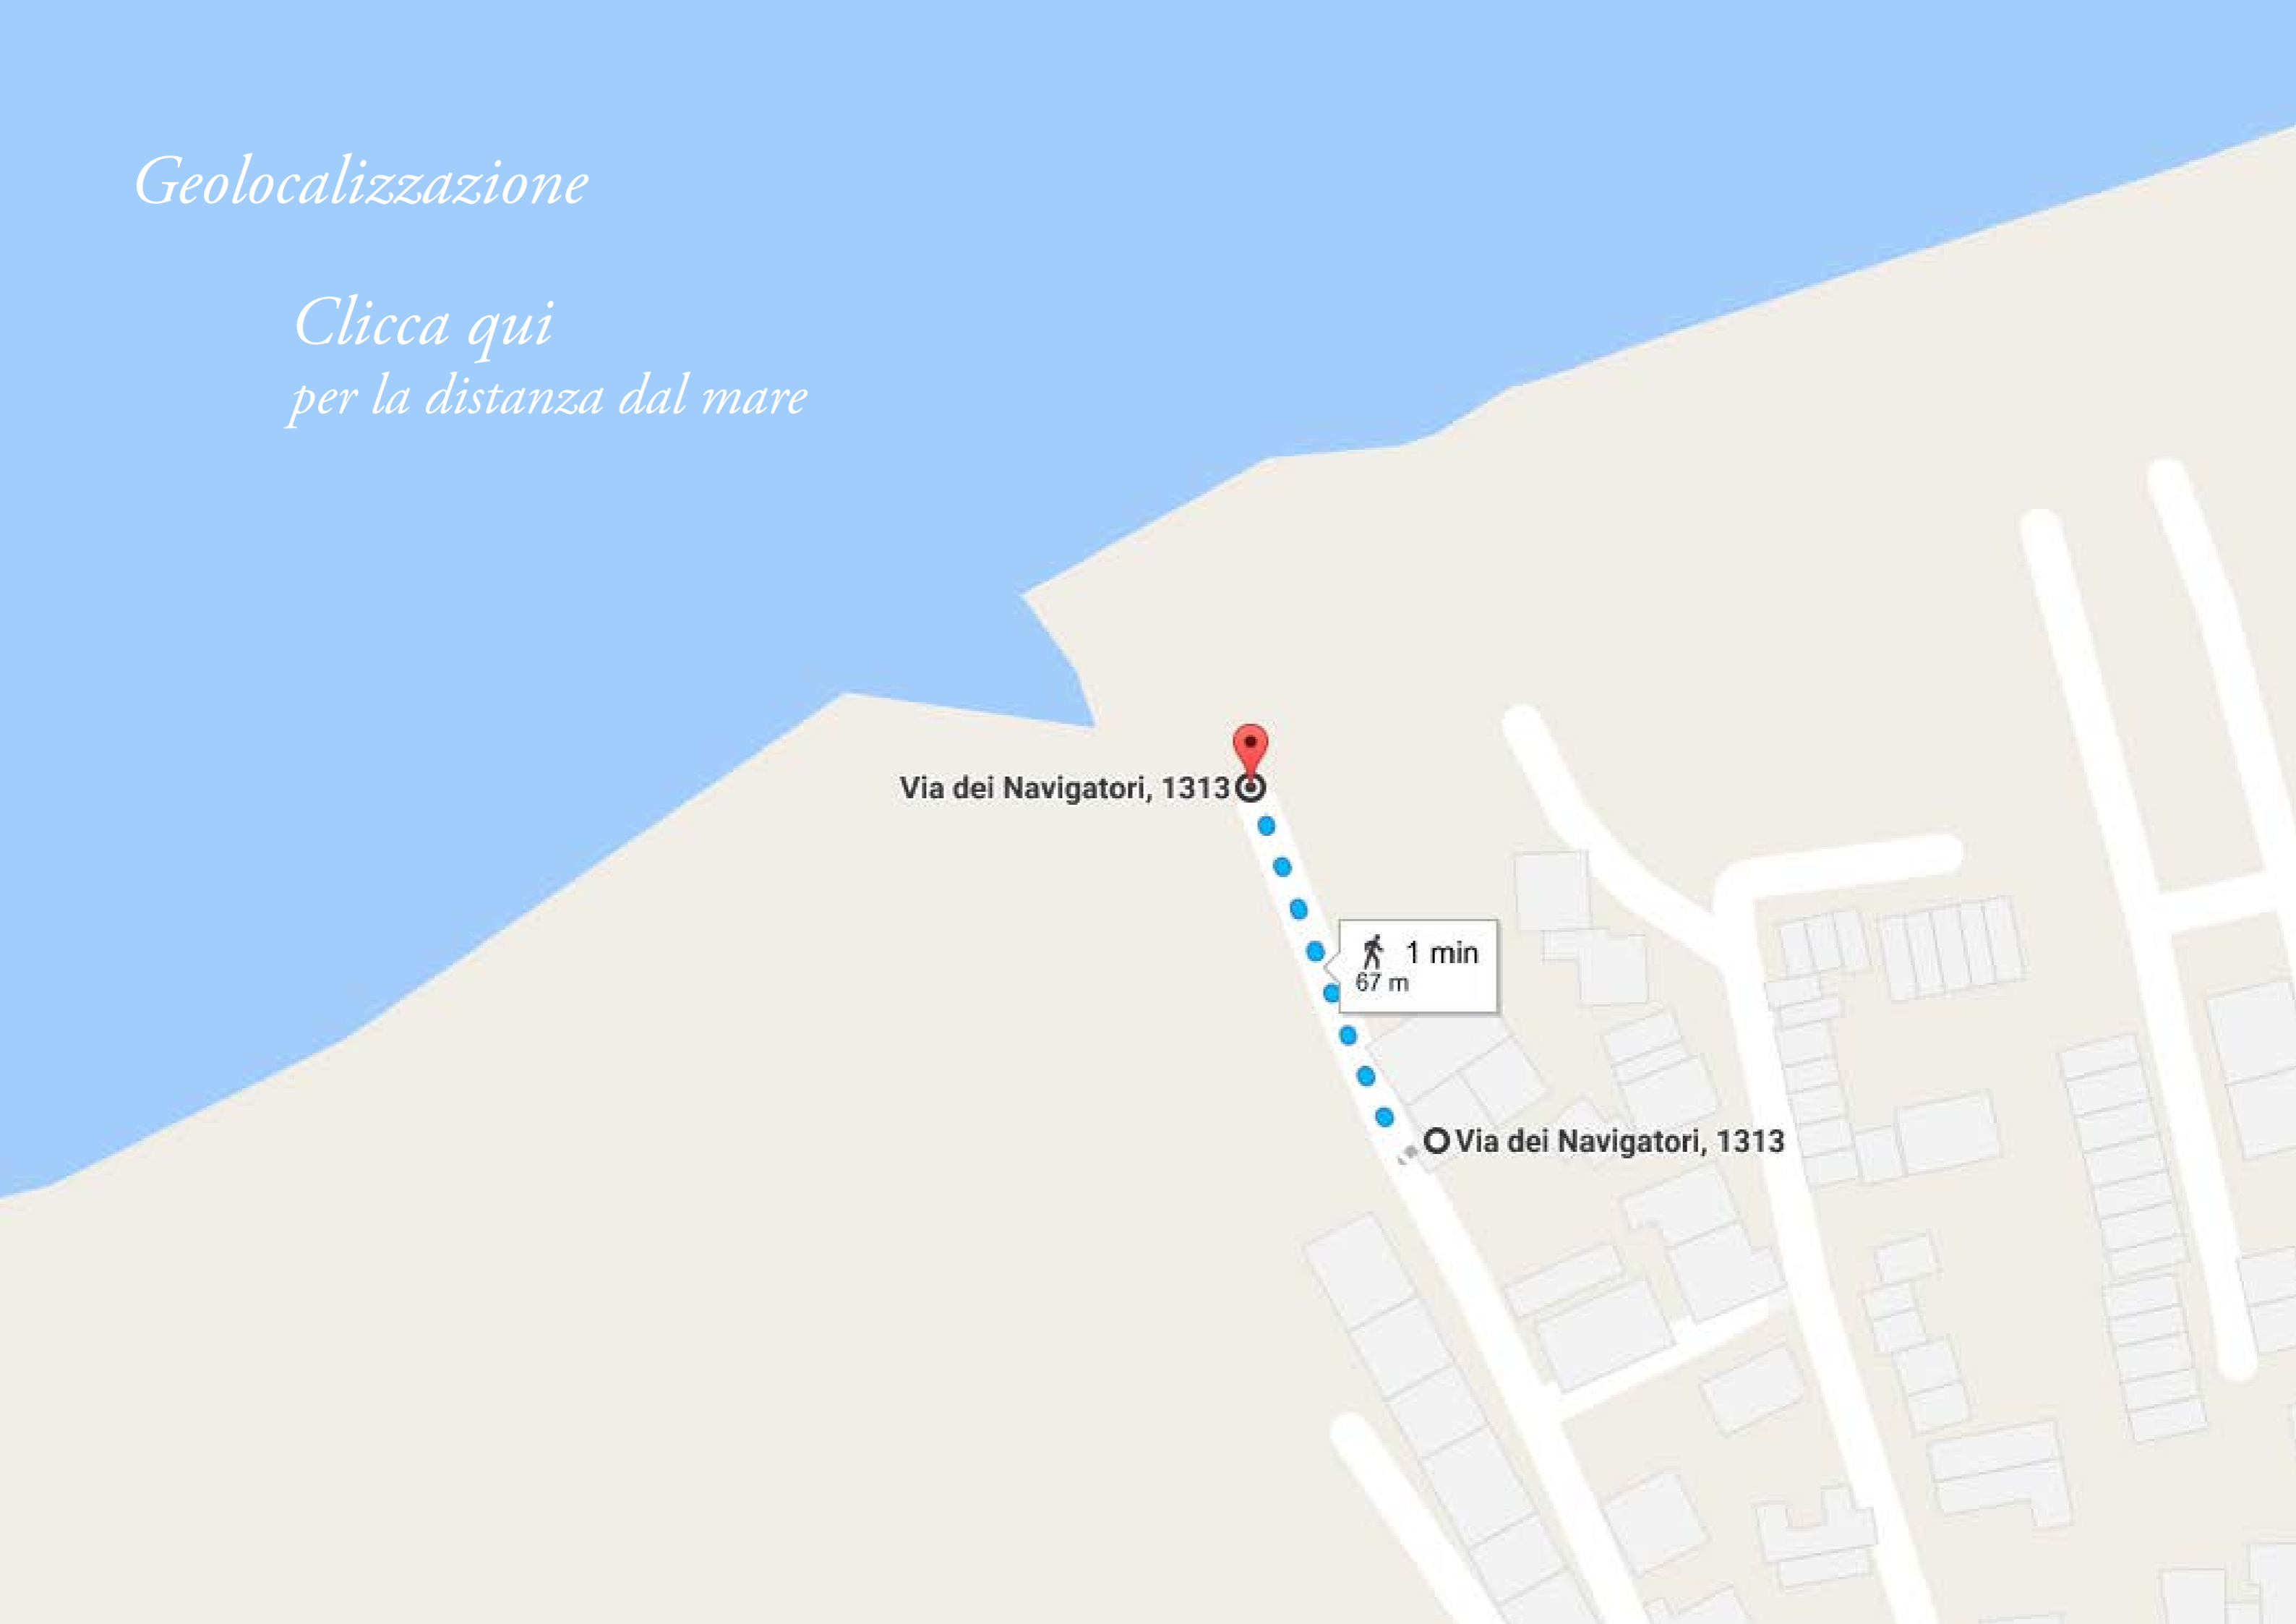 Geolocalizzazione
Clicca qui
per la distanza dal mare
Via dei Navigatori, 1313
1 min
67 m
Via dei Navigatori, 1313